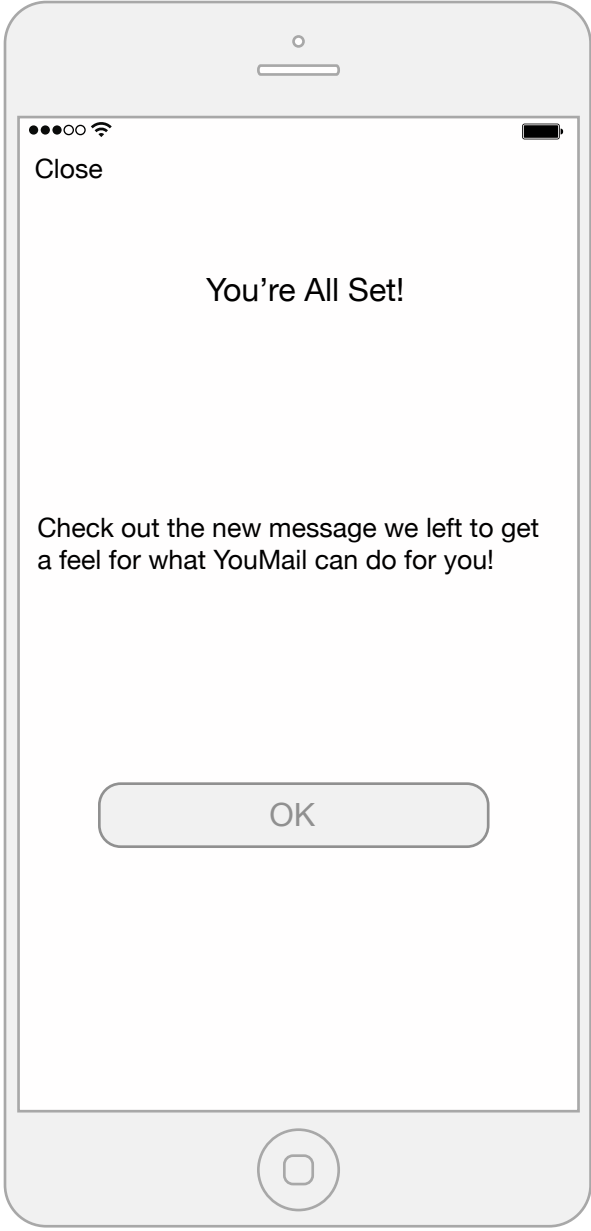 Close
You’re All Set!
Check out the new message we left to get
a feel for what YouMail can do for you!
OK